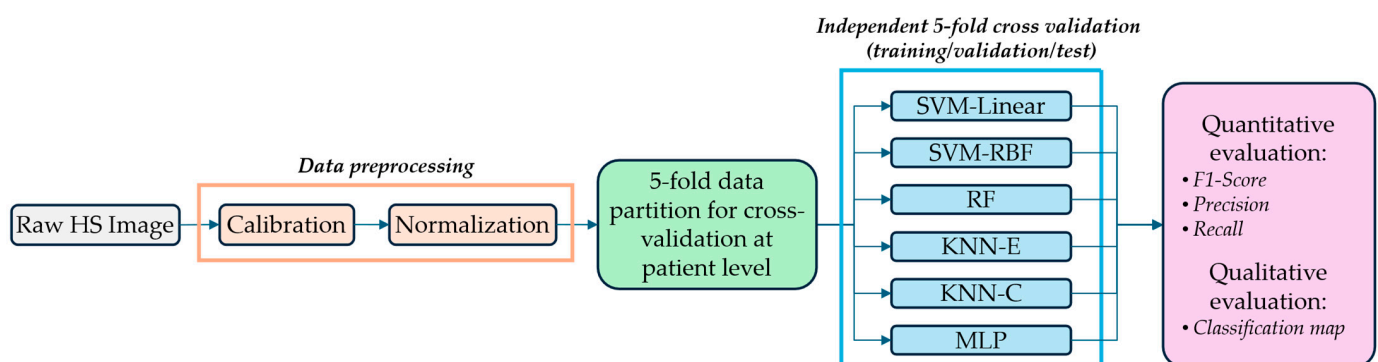 Independent 5-fold cross validation
(training/validation/test)
Data preprocessing
Raw HS Image
Calibration
Normalization
5-fold data
partition for cross-
validation at
patient level
SVM-Linear
SVM-RBF
RF
KNN-E
KNN-C
MLP
Quantitative
evaluation:
• F1-Score
• Precision
• Recall
Qualitative
evaluation:
• Classification map